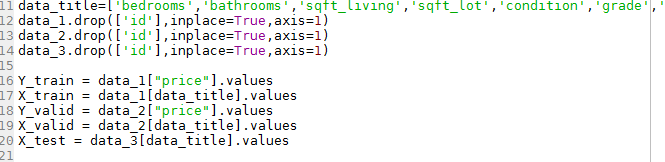 11 data_title=['bedrooms','bathrooms','sqft_living','sqft_lot','condition','grade','
12 data_1.drop(['id'],inplace=True,axis=1)
13 data_2.drop(['id'],inplace=True,axis=1)
14 data_3.drop(['id'],inplace=True,axis=1)
15
16 Y_train = data_1["price"].values
17 X_train = data_1[data_title].values
18 Y_valid = data_2["price"].values
19 X_valid = data_2[data_title].values
20 X_test = data_3[data_title].values
21